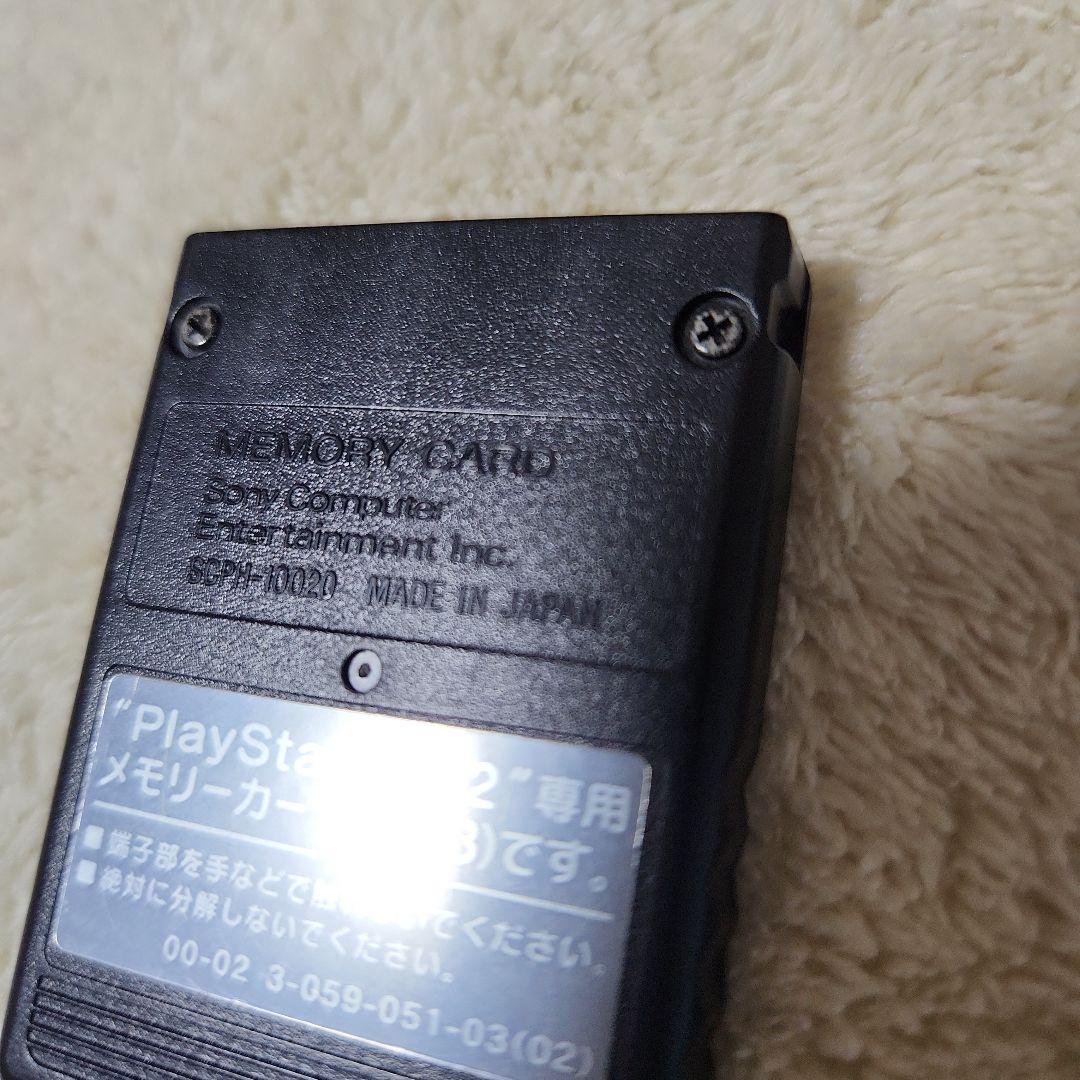 MEMORY CARD
Sony Computer
Entertainment Inc.
SCPH-10020 MADE IN JAPAN
"PlaySta 2"専用
メモリーカー B)です。
■端子部を手などで触 てください。
■絶対に分解しないでください。
00-02 3-059-051-03(02)